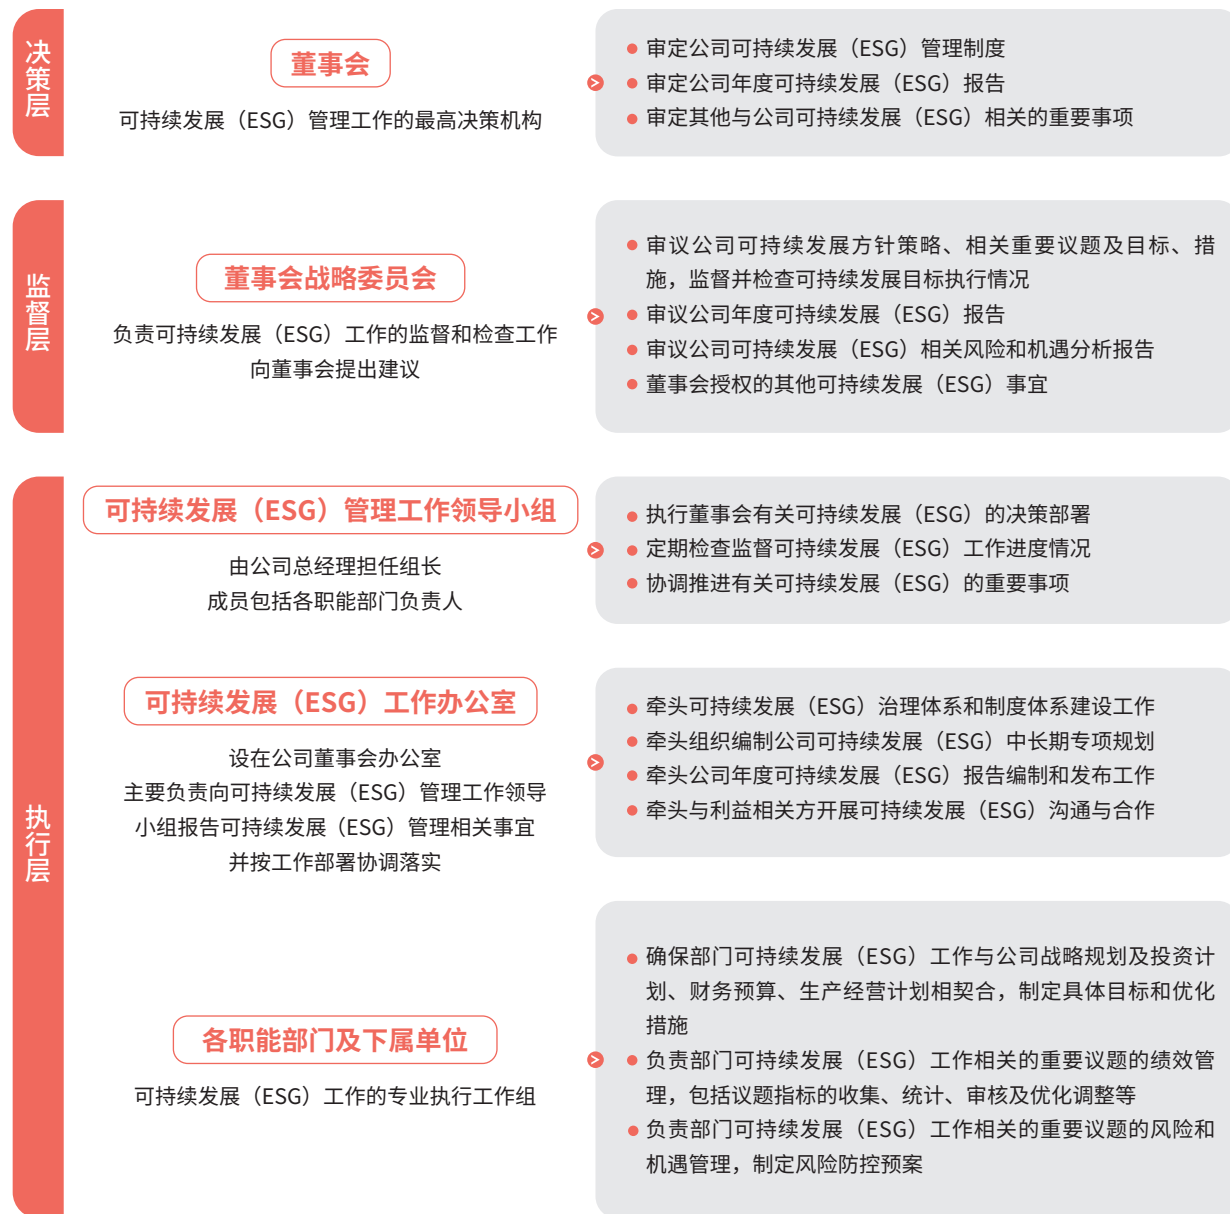 决策层
董事会
可持续发展（ESG）管理工作的最高决策机构
审定公司可持续发展（ESG）管理制度
审定公司年度可持续发展（ESG）报告
审定其他与公司可持续发展（ESG）相关的重要事项
监督层
董事会战略委员会
负责可持续发展（ESG）工作的监督和检查工作
向董事会提出建议
审议公司可持续发展方针策略、相关重要议题及目标、措
施，监督并检查可持续发展目标执行情况
审议公司年度可持续发展（ESG）报告
审议公司可持续发展（ESG）相关风险和机遇分析报告
董事会授权的其他可持续发展（ESG）事宜
执行层
可持续发展（ESG）管理工作领导小组
由公司总经理担任组长
成员包括各职能部门负责人
执行董事会有关可持续发展（ESG）的决策部署
定期检查监督可持续发展（ESG）工作进度情况
协调推进有关可持续发展（ESG）的重要事项
可持续发展（ESG）工作办公室
设在公司董事会办公室
主要负责向可持续发展（ESG）管理工作领导
小组报告可持续发展（ESG）管理相关事宜
并按工作部署协调落实
牵头可持续发展（ESG）治理体系和制度体系建设工作
牵头组织编制公司可持续发展（ESG）中长期专项规划
牵头公司年度可持续发展（ESG）报告编制和发布工作
牵头与利益相关方开展可持续发展（ESG）沟通与合作
各职能部门及下属单位
可持续发展（ESG）工作的专业执行工作组
确保部门可持续发展（ESG）工作与公司战略规划及投资计
划、财务预算、生产经营计划相契合，制定具体目标和优化
措施
负责部门可持续发展（ESG）工作相关的重要议题的绩效管
理，包括议题指标的收集、统计、审核及优化调整等
负责部门可持续发展（ESG）工作相关的重要议题的风险和
机遇管理，制定风险防控预案